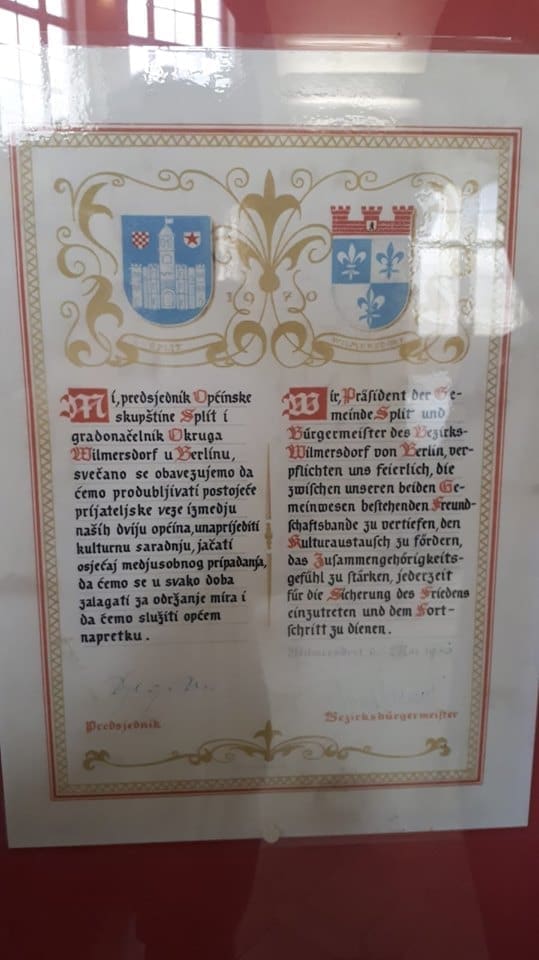 1970
SPLIT
WILMERSDORF
Mi, predsjednik Općinske
skupštine Split i
gradonačelnik Okruga
Wilmersdorf u Berlinu,
svečano se obavezujemo da
ćemo produbljivati postojeće
prijateljske veze izmedju
naših dviju općina, unaprijediti
kulturnu saradnju, jačati
osjećaj medjusobnog pripadanja,
da ćemo se u svako doba
zalagati za održanje mira i
da ćemo služiti općem
napretku.
Predsjednik
Wir, Präsident der Ge-
meinde Split und
Bürgermeister des Bezirks-
Wilmersdorf von Berlin, ver-
pflichten uns feierlich, die
zwischen unseren beiden Ge-
meinwesen bestehenden Freund-
schaftsbande zu vertiefen, den
Kulturaustausch zu fördern,
das Zusammengehörigkeits-
gefühl zu stärken, jederzeit
für die Sicherung des Friedens
einzutreten und dem Fort-
schritt zu dienen.
Wilmersdorf Mai
Bezirksbürgermeister